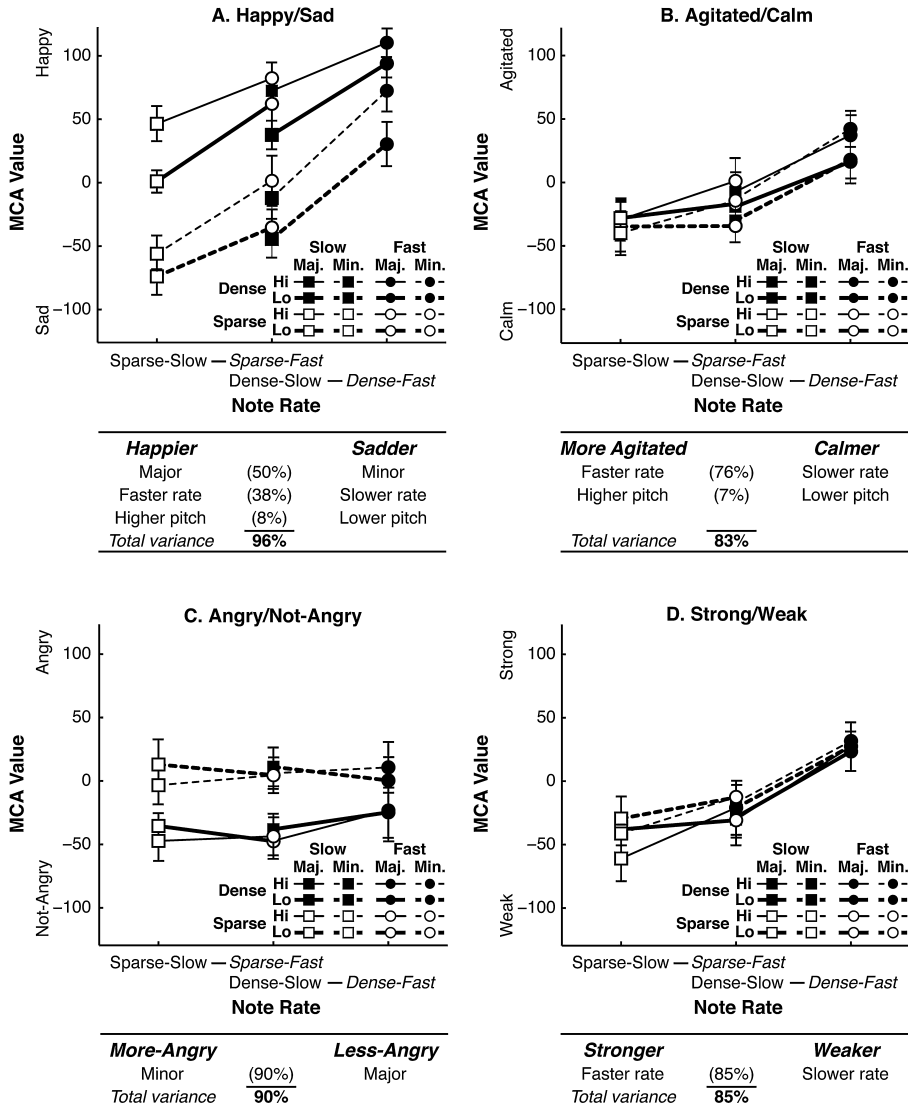 A. Happy/Sad
Happy
MCA Value
Sad
100
50
0
−50
−100
Slow Fast
Maj. Min. Maj. Min.
Dense Hi
Lo
Sparse Hi
Lo
Sparse-Slow — Sparse-Fast
Dense-Slow — Dense-Fast
Note Rate
Happier Sadder
Major (50%) Minor
Faster rate (38%) Slower rate
Higher pitch (8%) Lower pitch
Total variance 96%
B. Agitated/Calm
Agitated
MCA Value
Calm
100
50
0
−50
−100
Slow Fast
Maj. Min. Maj. Min.
Dense Hi
Lo
Sparse Hi
Lo
Sparse-Slow — Sparse-Fast
Dense-Slow — Dense-Fast
Note Rate
More Agitated Calmer
Faster rate (76%) Slower rate
Higher pitch (7%) Lower pitch
Total variance 83%
C. Angry/Not-Angry
Angry
MCA Value
Not-Angry
100
50
0
−50
−100
Slow Fast
Maj. Min. Maj. Min.
Dense Hi
Lo
Sparse Hi
Lo
Sparse-Slow — Sparse-Fast
Dense-Slow — Dense-Fast
Note Rate
More-Angry Less-Angry
Minor (90%) Major
Total variance 90%
D. Strong/Weak
Strong
MCA Value
Weak
100
50
0
−50
−100
Slow Fast
Maj. Min. Maj. Min.
Dense Hi
Lo
Sparse Hi
Lo
Sparse-Slow — Sparse-Fast
Dense-Slow — Dense-Fast
Note Rate
Stronger Weaker
Faster rate (85%) Slower rate
Total variance 85%